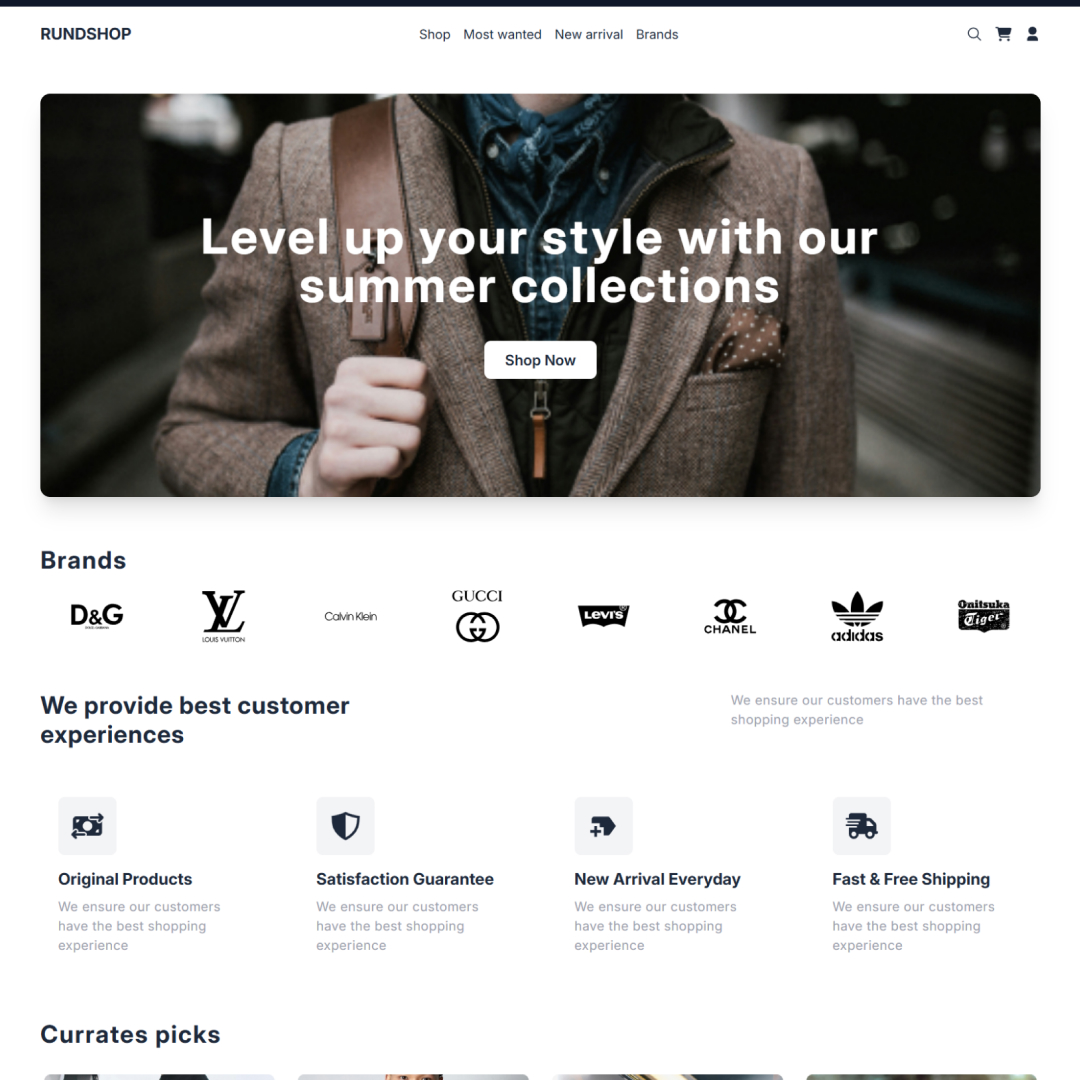 RUNDSHOP
Shop Most wanted New arrival Brands
Level up your style with our
summer collections
Shop Now
Brands
D&G
LOUIS VUITTON
Calvin Klein
GUCCI
LEVI'S
CHANEL
adidas
Onitsuka
Tiger
We provide best customer
experiences
We ensure our customers have the best
shopping experience
Original Products
We ensure our customers
have the best shopping
experience
Satisfaction Guarantee
We ensure our customers
have the best shopping
experience
New Arrival Everyday
We ensure our customers
have the best shopping
experience
Fast & Free Shipping
We ensure our customers
have the best shopping
experience
Currates picks